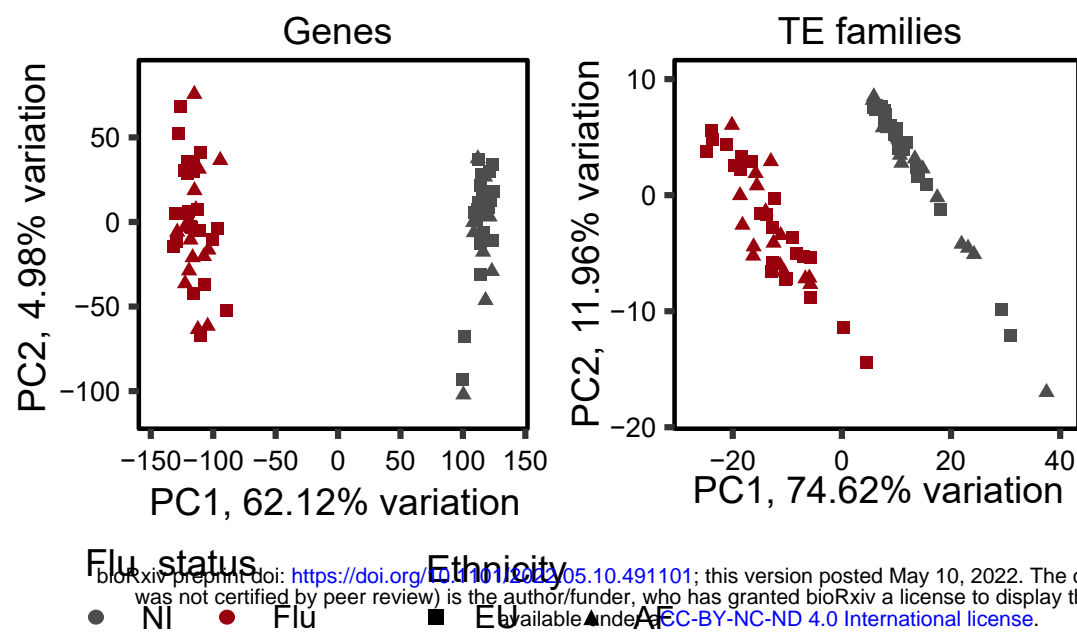 Genes
TE families
PC2, 4.98% variation
50
0
−50
−100
−150 −100 −50 0 50 100 150
PC1, 62.12% variation
PC2, 11.96% variation
10
0
−10
−20
−20 0 20 40
PC1, 74.62% variation
Flu_status
NI Flu
Ethnicity
EU AF
bioRxiv preprint doi: https://doi.org/10.1101/2022.05.10.491101; this version posted May 10, 2022. The
was not certified by peer review) is the author/funder, who has granted bioRxiv a license to display
available under aCC-BY-NC-ND 4.0 International license.